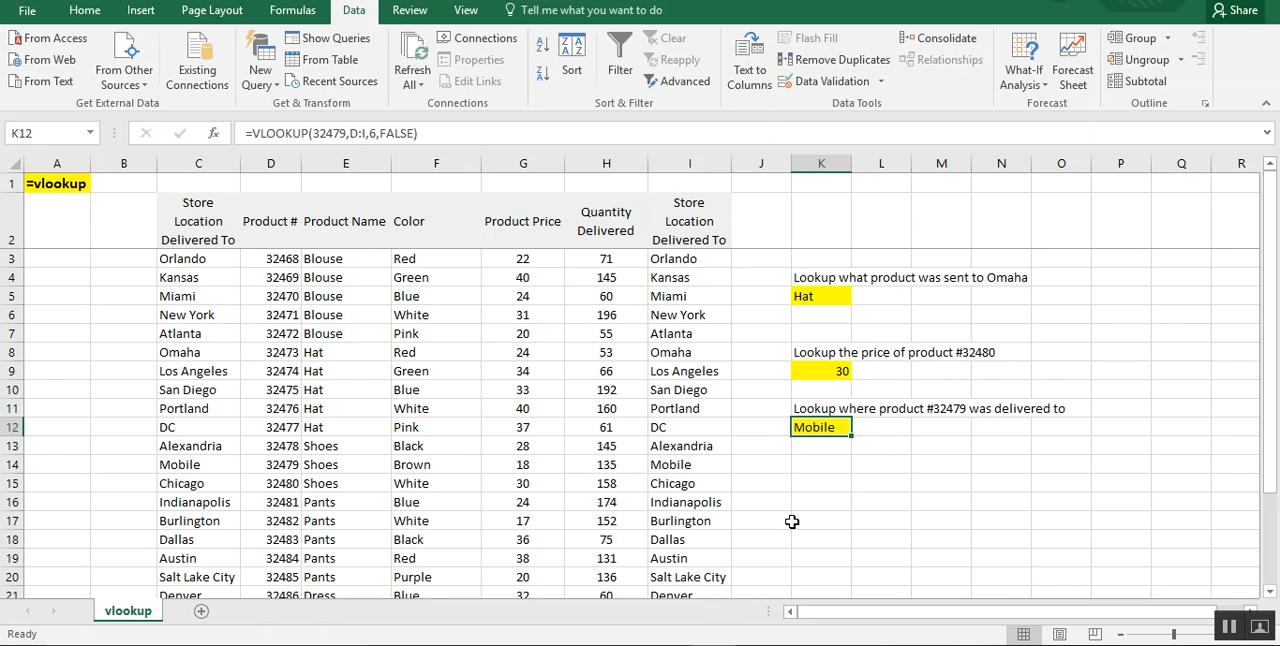 File Home Insert Page Layout Formulas Data Review View Tell me what you want to do Share
From Access
From Web
From Text
From Other Sources
Existing Connections
Get External Data
New Query
Show Queries
From Table
Recent Sources
Get & Transform
Refresh All
Connections
Properties
Edit Links
Connections
Sort
Filter
Clear
Reapply
Advanced
Sort & Filter
Text to Columns
Flash Fill
Remove Duplicates
Data Validation
Consolidate
Relationships
Data Tools
What-If Analysis
Forecast Sheet
Forecast
Group
Ungroup
Subtotal
Outline
K12 fx =VLOOKUP(32479,D:I,6,FALSE)
A B C D E F G H I J K L M N O P Q R
1 =vlookup
2 Store Location Delivered To Product # Product Name Color Product Price Quantity Delivered Store Location Delivered To
3 Orlando 32468 Blouse Red 22 71 Orlando
4 Kansas 32469 Blouse Green 40 145 Kansas Lookup what product was sent to Omaha
5 Miami 32470 Blouse Blue 24 60 Miami Hat
6 New York 32471 Blouse White 31 196 New York
7 Atlanta 32472 Blouse Pink 20 55 Atlanta
8 Omaha 32473 Hat Red 24 53 Omaha Lookup the price of product #32480
9 Los Angeles 32474 Hat Green 34 66 Los Angeles 30
10 San Diego 32475 Hat Blue 33 192 San Diego
11 Portland 32476 Hat White 40 160 Portland Lookup where product #32479 was delivered to
12 DC 32477 Hat Pink 37 61 DC Mobile
13 Alexandria 32478 Shoes Black 28 145 Alexandria
14 Mobile 32479 Shoes Brown 18 135 Mobile
15 Chicago 32480 Shoes White 30 158 Chicago
16 Indianapolis 32481 Pants Blue 24 174 Indianapolis
17 Burlington 32482 Pants White 17 152 Burlington
18 Dallas 32483 Pants Black 36 75 Dallas
19 Austin 32484 Pants Red 38 131 Austin
20 Salt Lake City 32485 Pants Purple 20 136 Salt Lake City
21 Denver 32486 Dress Blue 32 60 Denver
vlookup
Ready